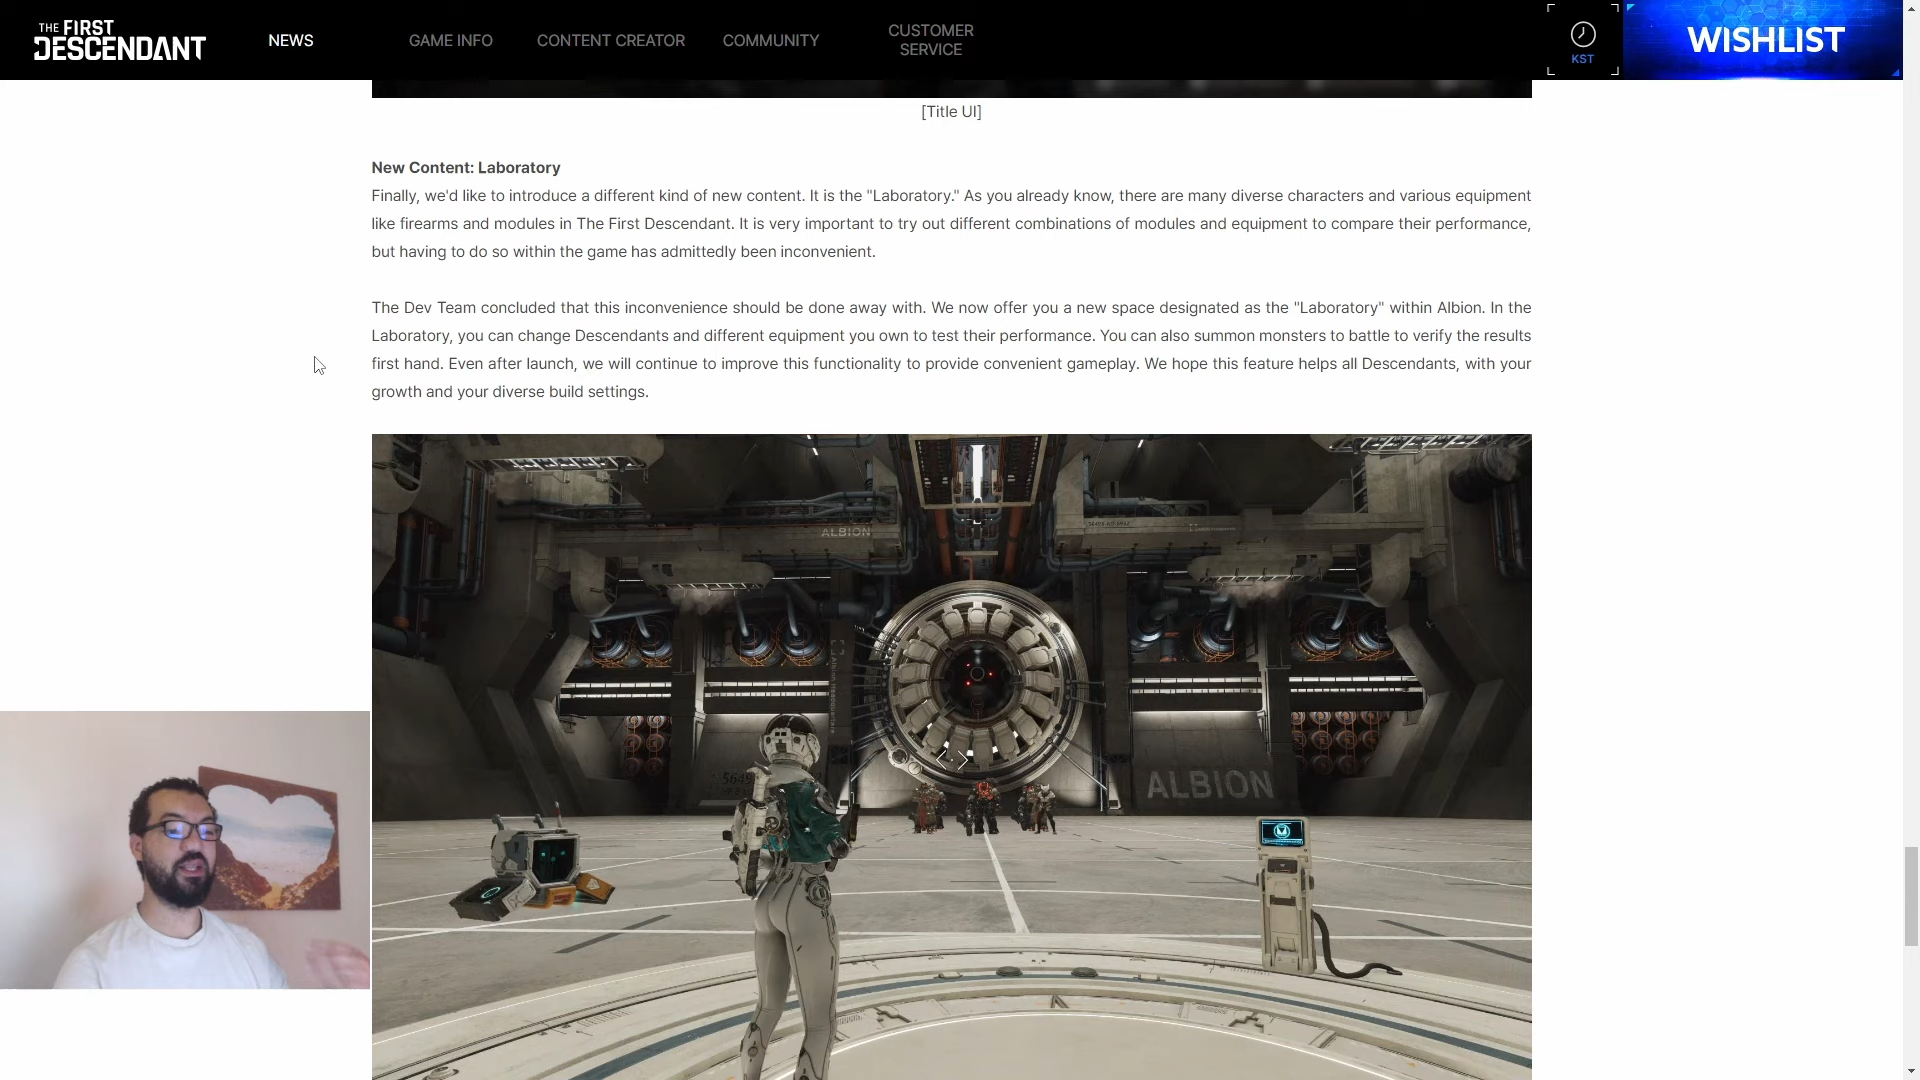 THE FIRST
DESCENDANT
NEWS
GAME INFO
CONTENT CREATOR
COMMUNITY
CUSTOMER
SERVICE
KST
WISHLIST
[Title UI]
New Content: Laboratory
Finally, we'd like to introduce a different kind of new content. It is the "Laboratory." As you already know, there are many diverse characters and various equipment
like firearms and modules in The First Descendant. It is very important to try out different combinations of modules and equipment to compare their performance,
but having to do so within the game has admittedly been inconvenient.
The Dev Team concluded that this inconvenience should be done away with. We now offer you a new space designated as the "Laboratory" within Albion. In the
Laboratory, you can change Descendants and different equipment you own to test their performance. You can also summon monsters to battle to verify the results
first hand. Even after launch, we will continue to improve this functionality to provide convenient gameplay. We hope this feature helps all Descendants, with your
growth and your diverse build settings.
ALBION
ALBION